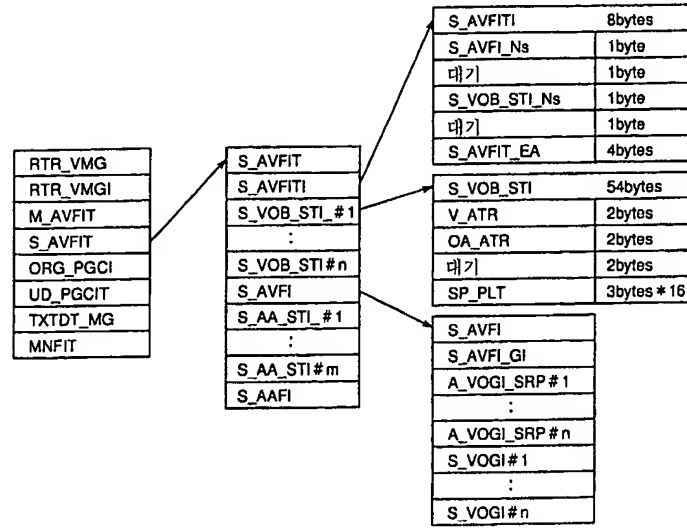 RTR_VMG
RTR_VMGI
M_AVFIT
S_AVFIT
ORG_PGCI
UD_PGCIT
TXTDT_MG
MNFIT
S_AVFIT
S_AVFITI
S_VOB_STI_#1
:
S_VOB_STI#n
S_AVFI
S_AA_STI_#1
:
S_AA_STI#m
S_AAFI
S_AVFITI 8bytes
S_AVFI_Ns 1byte
대기 1byte
S_VOB_STI_Ns 1byte
대기 1byte
S_AVFIT_EA 4bytes
S_VOB_STI 54bytes
V_ATR 2bytes
OA_ATR 2bytes
대기 2bytes
SP_PLT 3bytes*16
S_AVFI
S_AVFI_GI
A_VOGI_SRP#1
:
A_VOGI_SRP#n
S_VOGI#1
:
S_VOGI#n